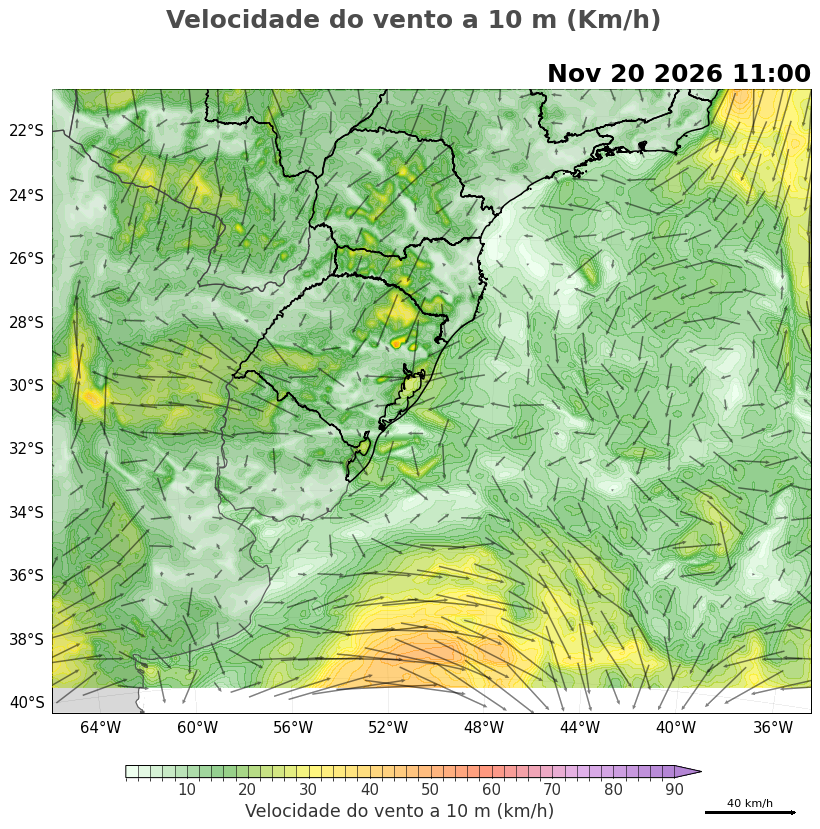 Velocidade do vento a 10 m (Km/h)
Nov 20 2026 11:00
22°S
24°S
26°S
28°S
30°S
32°S
34°S
36°S
38°S
40°S
64°W 60°W 56°W 52°W 48°W 44°W 40°W 36°W
10 20 30 40 50 60 70 80 90
Velocidade do vento a 10 m (km/h)
40 km/h